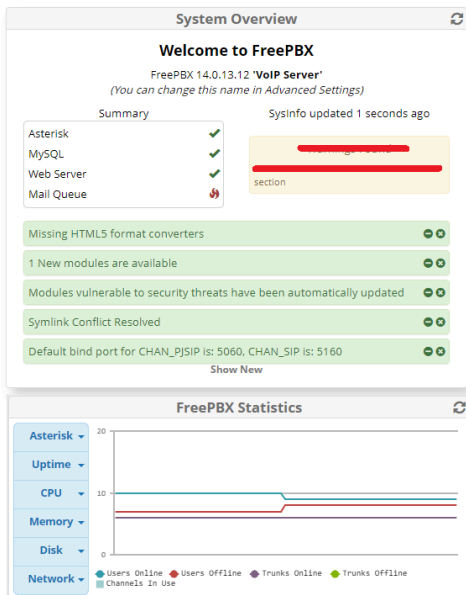 System Overview
Welcome to FreePBX
FreePBX 14.0.13.12 'VoIP Server'
(You can change this name in Advanced Settings)
Summary
SysInfo updated 1 seconds ago
Asterisk
MySQL
Web Server
Mail Queue
section
Missing HTML5 format converters
1 New modules are available
Modules vulnerable to security threats have been automatically updated
Symlink Conflict Resolved
Default bind port for CHAN_PJSIP is: 5060, CHAN_SIP is: 5160
Show New
FreePBX Statistics
Asterisk
Uptime
CPU
Memory
Disk
Network
20
10
0
Users Online Users Offline Trunks Online Trunks Offline
Channels In Use